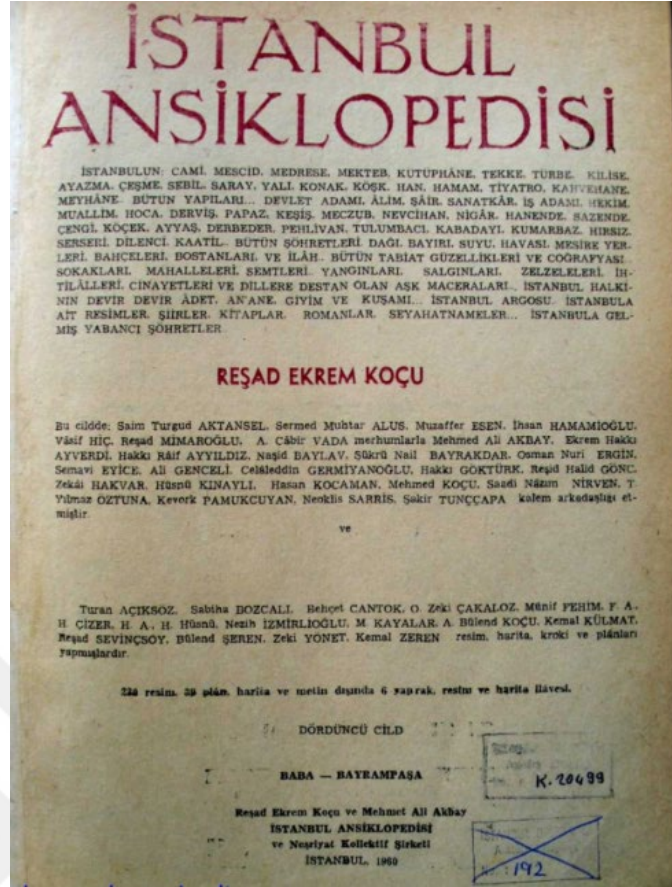 İSTANBUL
ANSİKLOPEDİSİ
İSTANBULUN: CAMİ, MESCİD, MEDRESE, MEKTEB, KÜTÜPHÂNE, TEKKE, TÜRBE, KİLİSE,
AYAZMA, ÇEŞME, SEBİL, SARAY, YALI, KONAK, KÖŞK, HAN, HAMAM, TİYATRO, KAHVEHANE,
MEYHÂNE.. BÜTÜN YAPILARI... DEVLET ADAMI, ÂLİM, ŞÂİR, SANATKÂR, İŞ ADAMI, HEKİM,
MUALLİM, HOCA, DERVİŞ, PAPAZ, KEŞİŞ, MECZUB, NEVCİHAN, NİGÂR, HANENDE, SAZENDE,
ÇENGİ, KÖÇEK, AYYAŞ, DERBEDER, PEHLİVAN, TULUMBACI, KABADAYI, KUMARBAZ, HIRSIZ,
SERSERİ, DİLENCİ, KAATİL.. BÜTÜN ŞÖHRETLERİ, DAĞI, BAYIRI, SUYU, HAVASI, MESİRE YER-
LERİ, BAHÇELERİ, BOSTANLARI, VE İLÂH.. BÜTÜN TABİAT GÜZELLİKLERİ VE COĞRAFYASI..
SOKAKLARI, MAHALLELERİ, SEMTLERİ.. YANGINLARI, SALGINLARI, ZELZELELERİ, İH-
TİLÂLLERİ, CİNAYETLERİ VE DİLLERE DESTAN OLAN AŞK MACERALARI.. İSTANBUL HALKI-
NIN DEVİR DEVİR ÂDET, AN'ANE, GİYİM VE KUŞAMI... İSTANBUL ARGOSU.. İSTANBULA
AİT RESİMLER, ŞİİRLER, KİTAPLAR, ROMANLAR, SEYAHATNAMELER... İSTANBULA GEL-
MİŞ YABANCI ŞÖHRETLER
REŞAD EKREM KOÇU
Bu cildde: Saim Turgud AKTANSEL, Sermed Muhtar ALUS, Muzaffer ESEN, İhsan HAMAMİOĞLU,
Vâsıf HİÇ, Reşad MİMAROĞLU, A. Câbir VADA merhumlarla Mehmed Ali AKBAY, Ekrem Hakkı
AYVERDİ, Hakkı Râif AYYILDIZ, Naşid BAYLAV, Şükrü Nail BAYRAKDAR, Osman Nuri ERGİN,
Semavi EYİCE, Ali GENCELİ, Celâleddin GERMİYANOĞLU, Hakkı GÖKTÜRK, Reşid Halid GÖNÇ,
Zekâi HAKVAR, Hüsnü KINAYLI, Hasan KOCAMAN, Mehmed KOÇU, Saadi Nâzım NİRVEN, T.
Yılmaz ÖZTUNA, Kevork PAMUKCUYAN, Neoklis SARRİS, Şakir TUNÇÇAPA kalem arkadaşlığı et-
miştir.
ve
Turan AÇIKSÖZ, Sabiha BOZCALI, Behçet CANTOK, O. Zeki ÇAKALOZ, Münif FEHİM, F. A.,
H. ÇİZER, H. A., H. Hüsnü, Nezih İZMİRLİOĞLU, M. KAYALAR, A. Bülend KOÇU, Kemal KÜLMAT,
Reşad SEVİNÇSOY, Bülend ŞEREN, Zeki YÖNET, Kemal ZEREN resim, harita, kroki ve plânları
yapmışlardır.
resim, plân, harita ve metin dışında 6 yaprak, resim ve harita ilâvesi.
DÖRDÜNCÜ CİLD
BABA — BAYRAMPAŞA
K. 20499
Reşad Ekrem Koçu ve Mehmet Ali Akbay
İSTANBUL ANSİKLOPEDİSİ
ve Neşriyat Kollektif Şirketi
İSTANBUL, 1960
192